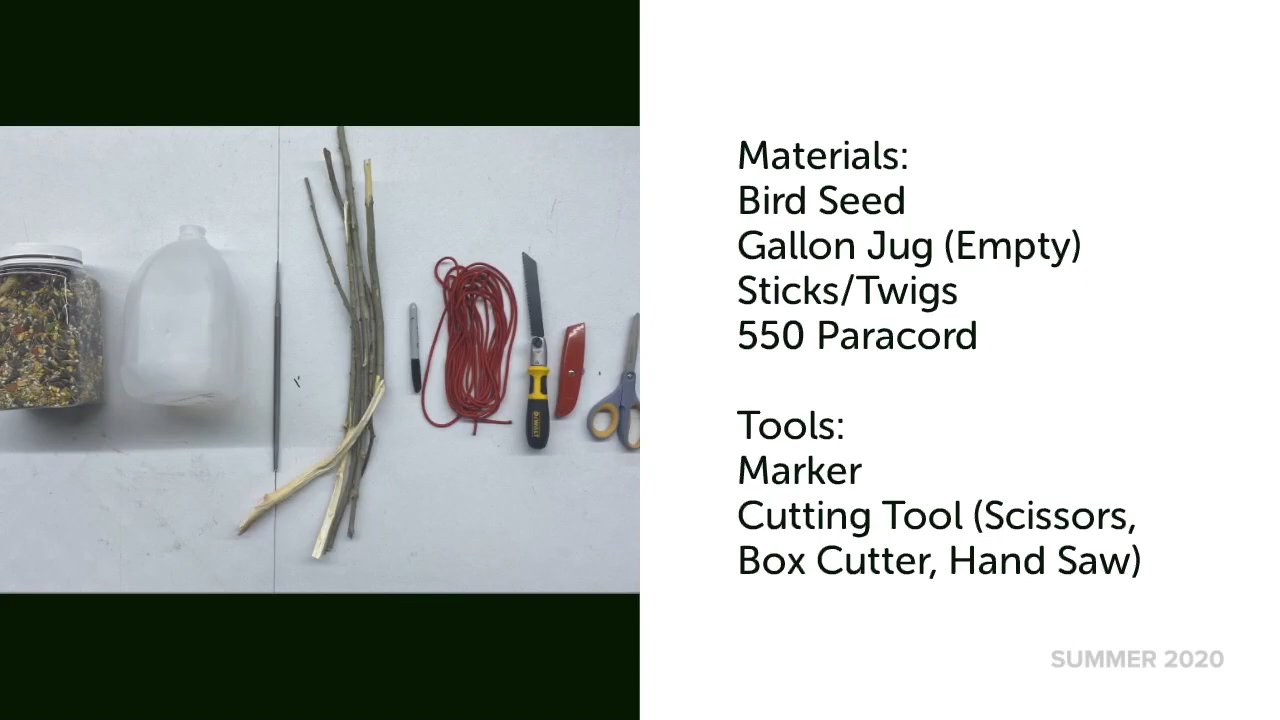 Materials:
Bird Seed
Gallon Jug (Empty)
Sticks/Twigs
550 Paracord
Tools:
Marker
Cutting Tool (Scissors,
Box Cutter, Hand Saw)
SUMMER 2020
DEWALT